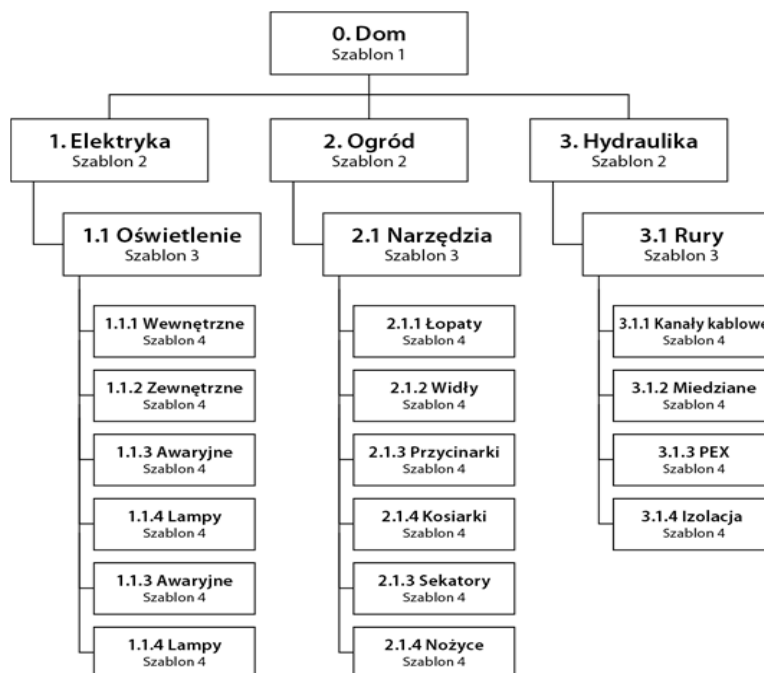 0. Dom
Szablon 1
1. Elektryka
Szablon 2
2. Ogród
Szablon 2
3. Hydraulika
Szablon 2
1.1 Oświetlenie
Szablon 3
2.1 Narzędzia
Szablon 3
3.1 Rury
Szablon 3
1.1.1 Wewnętrzne
Szablon 4
2.1.1 Łopaty
Szablon 4
3.1.1 Kanały kablowe
Szablon 4
1.1.2 Zewnętrzne
Szablon 4
2.1.2 Widły
Szablon 4
3.1.2 Miedziane
Szablon 4
1.1.3 Awaryjne
Szablon 4
2.1.3 Przycinarki
Szablon 4
3.1.3 PEX
Szablon 4
1.1.4 Lampy
Szablon 4
2.1.4 Kosiarki
Szablon 4
3.1.4 Izolacja
Szablon 4
1.1.3 Awaryjne
Szablon 4
2.1.3 Sekatory
Szablon 4
1.1.4 Lampy
Szablon 4
2.1.4 Nożyce
Szablon 4